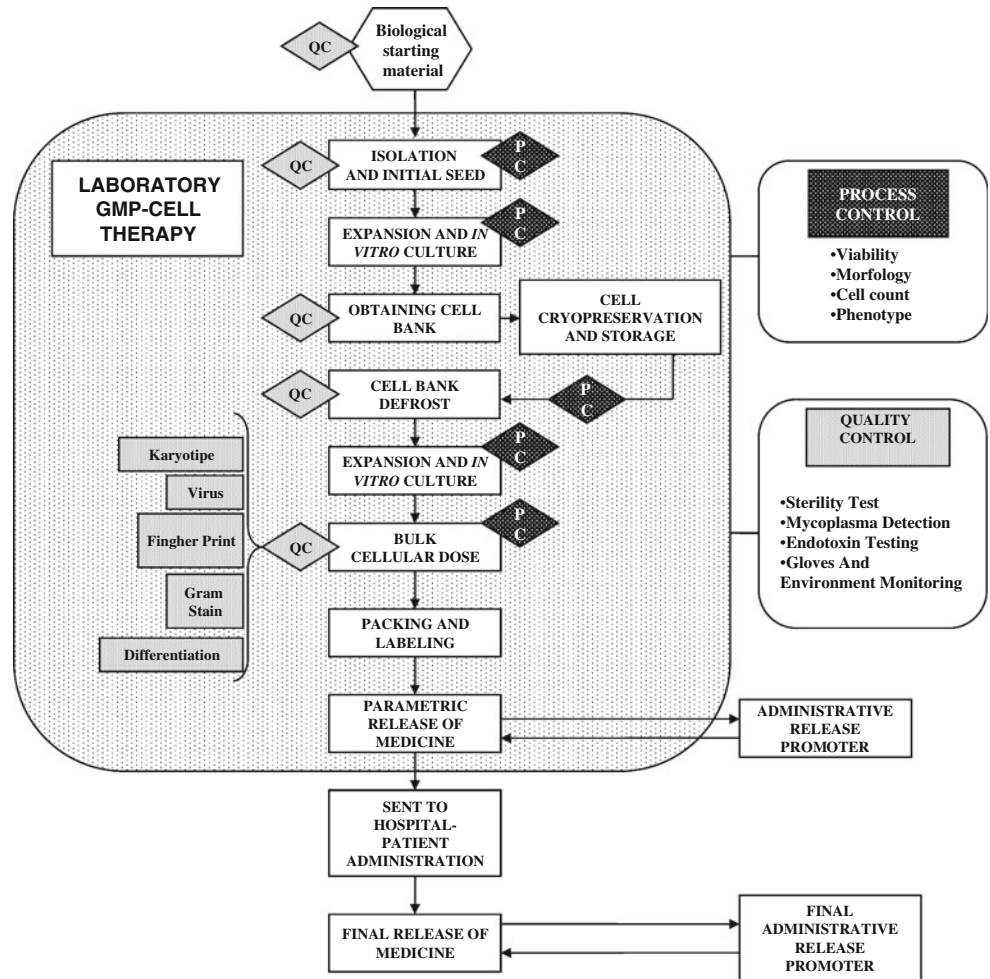 QC
Biological
starting
material
LABORATORY
GMP-CELL
THERAPY
QC
ISOLATION
AND INITIAL SEED
P
C
EXPANSION AND IN
VITRO CULTURE
P
C
QC
OBTAINING CELL
BANK
CELL
CRYOPRESERVATION
AND STORAGE
QC
CELL BANK
DEFROST
P
C
EXPANSION AND IN
VITRO CULTURE
P
C
Karyotipe
Virus
Fingher Print
Gram
Stain
Differentiation
QC
BULK
CELLULAR DOSE
P
C
PACKING AND
LABELING
PARAMETRIC
RELEASE OF
MEDICINE
ADMINISTRATIVE
RELEASE
PROMOTER
SENT TO
HOSPITAL-
PATIENT
ADMINISTRATION
FINAL RELEASE OF
MEDICINE
FINAL
ADMINISTRATIVE
RELEASE
PROMOTER
PROCESS
CONTROL
•Viability
•Morfology
•Cell count
•Phenotype
QUALITY
CONTROL
•Sterility Test
•Mycoplasma Detection
•Endotoxin Testing
•Gloves And
Environment Monitoring